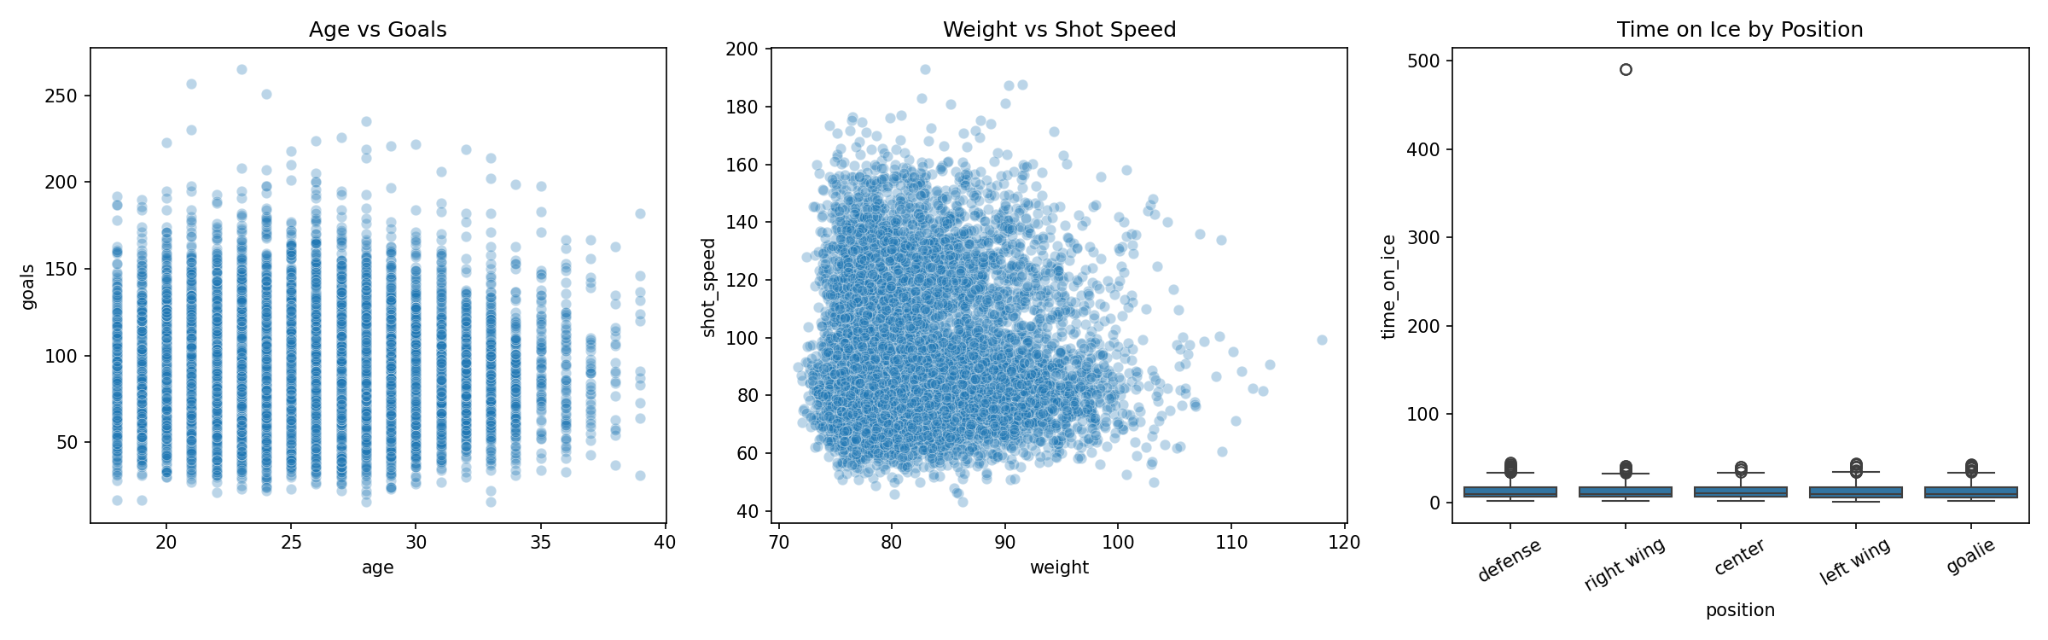 Age vs Goals
250
200
150
100
50
goals
20
25
30
35
40
age
Weight vs Shot Speed
200
180
160
140
120
100
80
60
40
shot_speed
70
80
90
100
110
120
weight
Time on Ice by Position
500
400
300
200
100
0
time_on_ice
defense
right wing
center
left wing
goalie
position